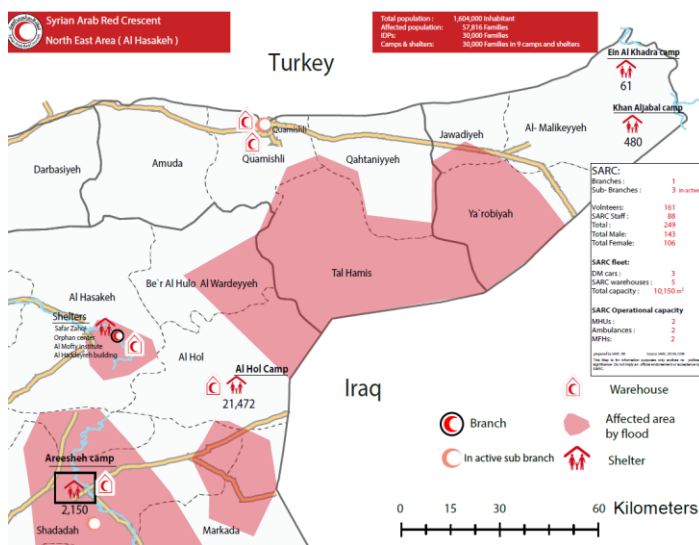 Syrian Arab Red Crescent
North East Area ( Al Hasakeh )
Total population : 1,604,000 Inhabitant
Affected population: 57,816 Families
IDPs: 30,000 Families
Camps & shelters: 30,000 Families in 9 camps and shelters
Turkey
Ein Al Khadra camp
61
Khan Aljabal camp
480
Quamishli
Darbasiyeh
Amuda
Quamishli
Qahtaniyyeh
Jawadiyeh
Al- Malikeyyeh
Ya`robiyah
Tal Hamis
Be`r Al Hulo Al Wardeyyeh
Al Hasakeh
Shelters
Safar Zahol
Orphan center
Al Mofty institute
Al Haddeyreh building
Al Hol
Al Hol Camp
21,472
Iraq
Areesheh camp
2,150
Shadadah
Markada
SARC:
Branches : 1
Sub- Branches : 3 in active
Volnteers: 161
SARC Staff : 88
Total : 249
Total Male: 143
Total Female: 106
SARC fleet:
DM cars : 3
SARC warehouses : 5
Total capacity : 10,150 m²
SARC Operational capacity
MHUs : 2
Ambulances : 2
MFHs: 2
Warehouse
Branch
Affected area
by flood
In active sub branch
Shelter
0 15 30 60 Kilometers